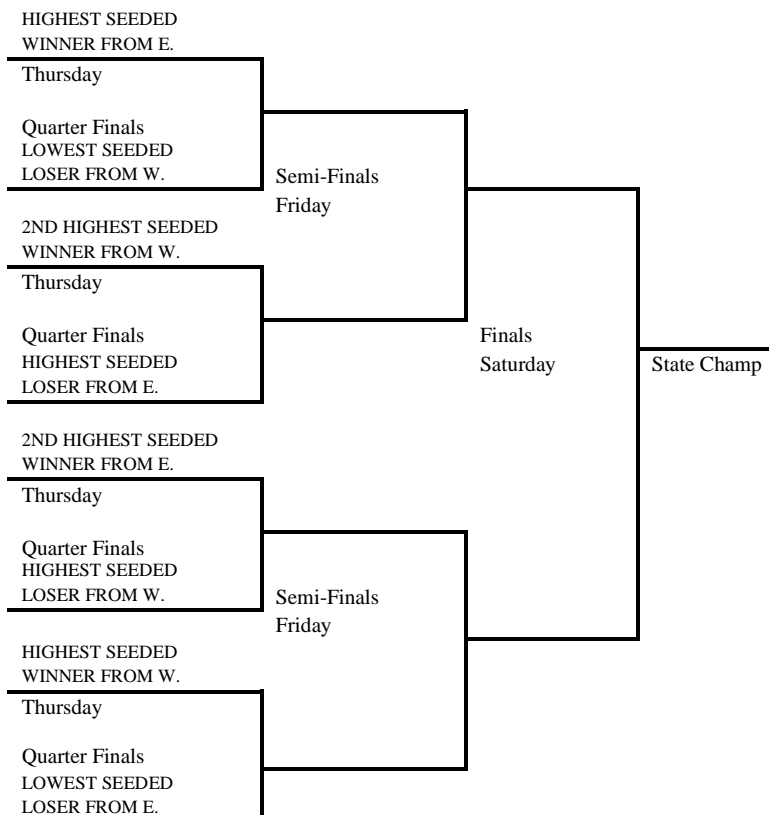 HIGHEST SEEDED
WINNER FROM E.
Thursday
Quarter Finals
LOWEST SEEDED
LOSER FROM W.
Semi-Finals
Friday
2ND HIGHEST SEEDED
WINNER FROM W.
Thursday
Quarter Finals
HIGHEST SEEDED
LOSER FROM E.
Finals
Saturday
State Champ
2ND HIGHEST SEEDED
WINNER FROM E.
Thursday
Quarter Finals
HIGHEST SEEDED
LOSER FROM W.
Semi-Finals
Friday
HIGHEST SEEDED
WINNER FROM W.
Thursday
Quarter Finals
LOWEST SEEDED
LOSER FROM E.